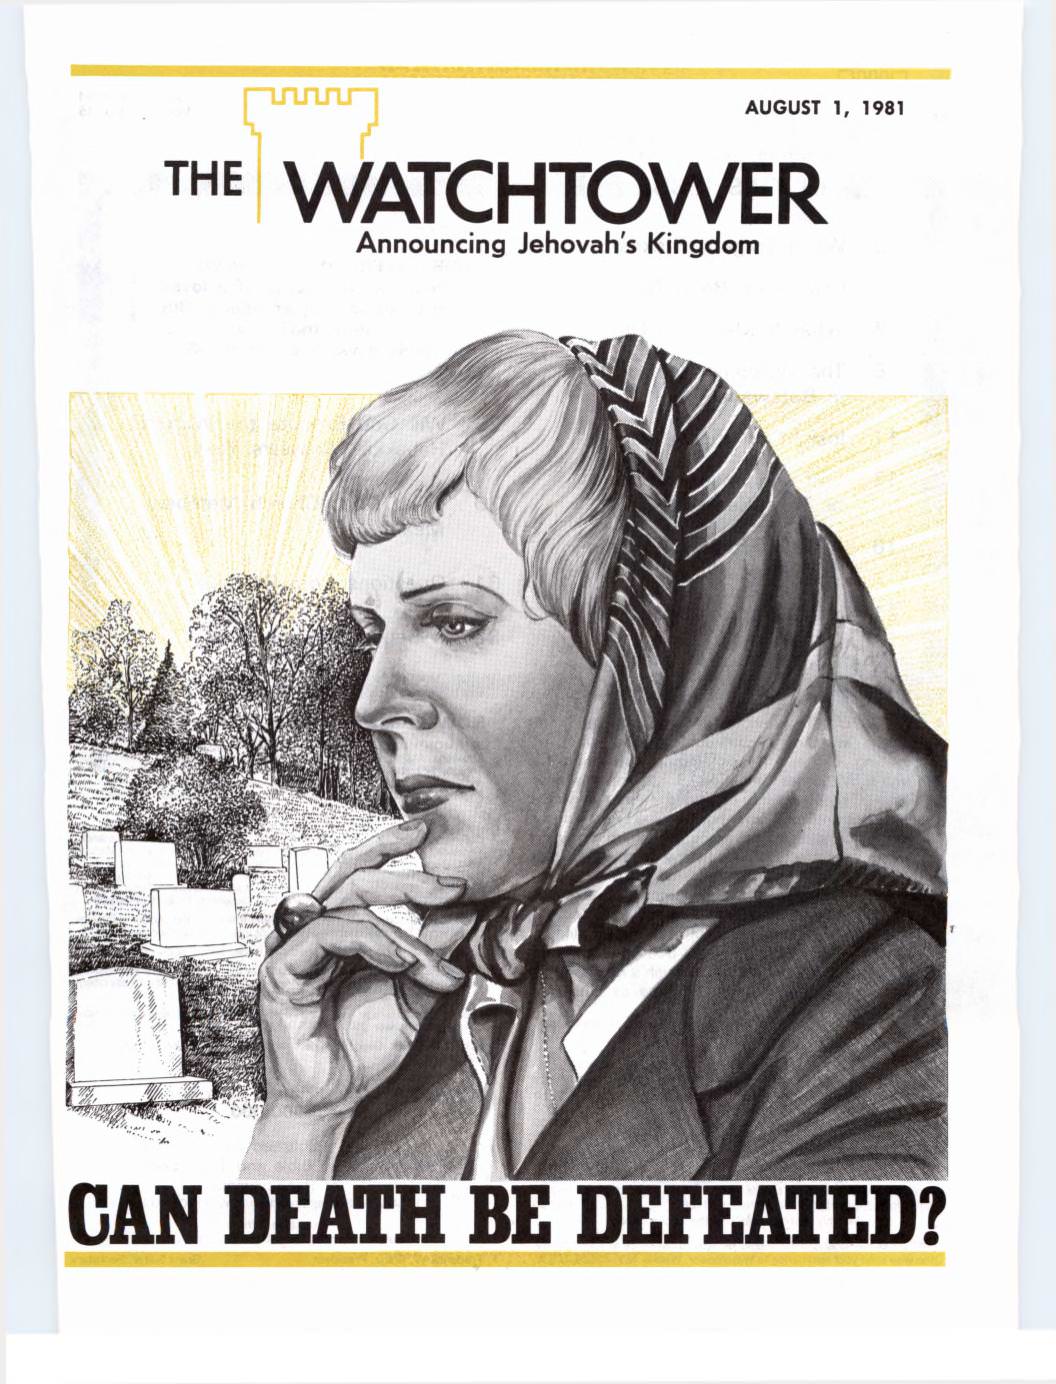 AUGUST 1, 1981
THE WATCHTOWER
Announcing Jehovah's Kingdom
CAN DEATH BE DEFEATED?